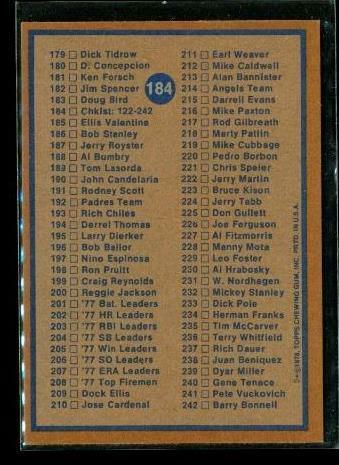 184
179 Dick Tidrow
180 D. Concepcion
181 Ken Forsch
182 Jim Spencer
183 Doug Bird
184 Chklst: 122-242
185 Ellis Valentine
186 Bob Stanley
187 Jerry Royster
188 Al Bumbry
189 Tom Lasorda
190 John Candelaria
191 Rodney Scott
192 Padres Team
193 Rich Chiles
194 Derrel Thomas
195 Larry Dierker
196 Bob Bailor
197 Nino Espinosa
198 Ron Pruitt
199 Craig Reynolds
200 Reggie Jackson
201 '77 Bat. Leaders
202 '77 HR Leaders
203 '77 RBI Leaders
204 '77 SB Leaders
205 '77 Win Leaders
206 '77 SO Leaders
207 '77 ERA Leaders
208 '77 Top Firemen
209 Dock Ellis
210 Jose Cardenal
211 Earl Weaver
212 Mike Caldwell
213 Alan Bannister
214 Angels Team
215 Darrell Evans
216 Mike Paxton
217 Rod Gilbreath
218 Marty Pattin
219 Mike Cubbage
220 Pedro Borbon
221 Chris Speier
222 Jerry Martin
223 Bruce Kison
224 Jerry Tabb
225 Don Gullett
226 Joe Ferguson
227 Al Fitzmorris
228 Manny Mota
229 Leo Foster
230 Al Hrabosky
231 W. Nordhagen
232 Mickey Stanley
233 Dick Pole
234 Herman Franks
235 Tim McCarver
236 Terry Whitfield
237 Rich Dauer
238 Juan Beniquez
239 Dyar Miller
240 Gene Tenace
241 Pete Vuckovich
242 Barry Bonnell
©1978, TOPPS CHEWING GUM, INC. PRTD. IN U.S.A.